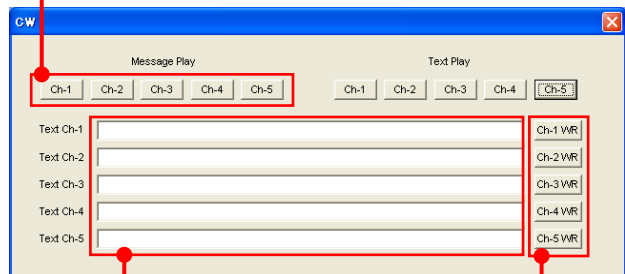 CW
Message Play Text Play
Ch-1 Ch-2 Ch-3 Ch-4 Ch-5 Ch-1 Ch-2 Ch-3 Ch-4 Ch-5
Text Ch-1 Ch-1 WR
Text Ch-2 Ch-2 WR
Text Ch-3 Ch-3 WR
Text Ch-4 Ch-4 WR
Text Ch-5 Ch-5 WR